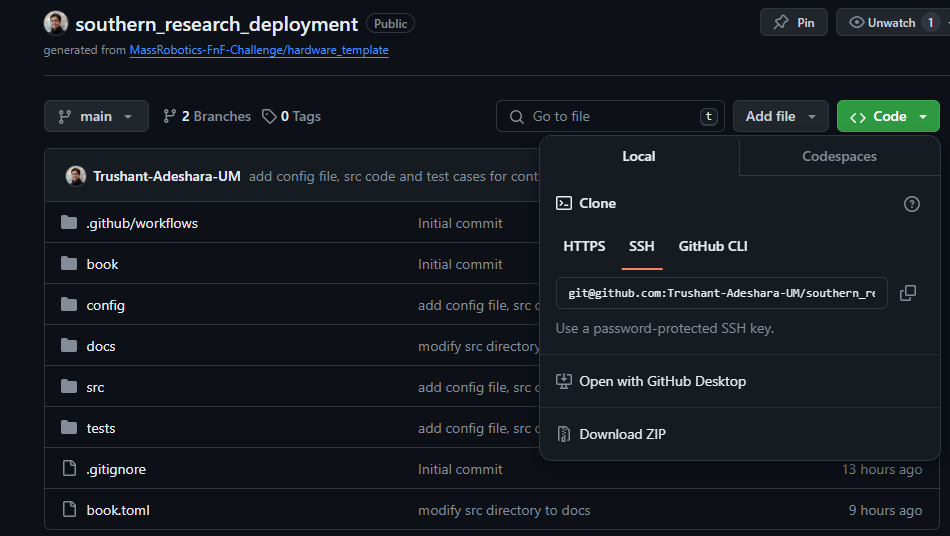 southern_research_deployment Public Pin Unwatch 1
generated from MassRobotics-FnF-Challenge/hardware_template
main 2 Branches 0 Tags Go to file t Add file Code
Local Codespaces
Trushant-Adeshara-UM add config file, src code and test cases for cont
Clone
.github/workflows Initial commit
HTTPS SSH GitHub CLI
book Initial commit
git@github.com:Trushant-Adeshara-UM/southern_re
config add config file, src c
Use a password-protected SSH key.
docs modify src directory
Open with GitHub Desktop
src add config file, src c
tests add config file, src c
Download ZIP
.gitignore Initial commit 13 hours ago
book.toml modify src directory to docs 9 hours ago